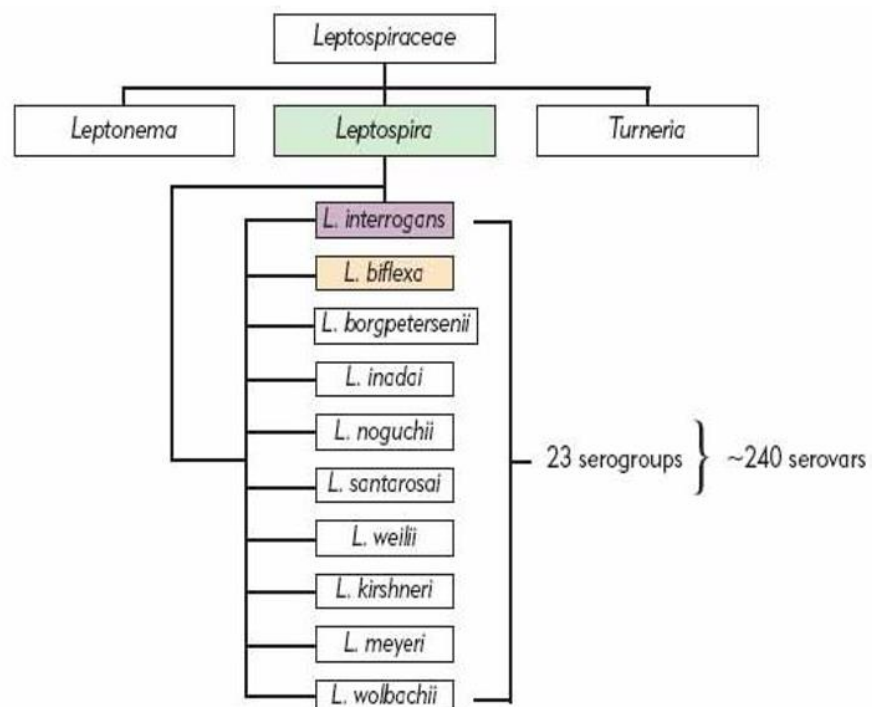 Leptospiraceae
Leptonema
Leptospira
Turneria
L. interrogans
L. biflexa
L. borgpetersenii
L. inadai
L. noguchii
L. santarosai
L. weilii
L. kirshneri
L. meyeri
L. wolbachii
23 serogroups } ~240 serovars